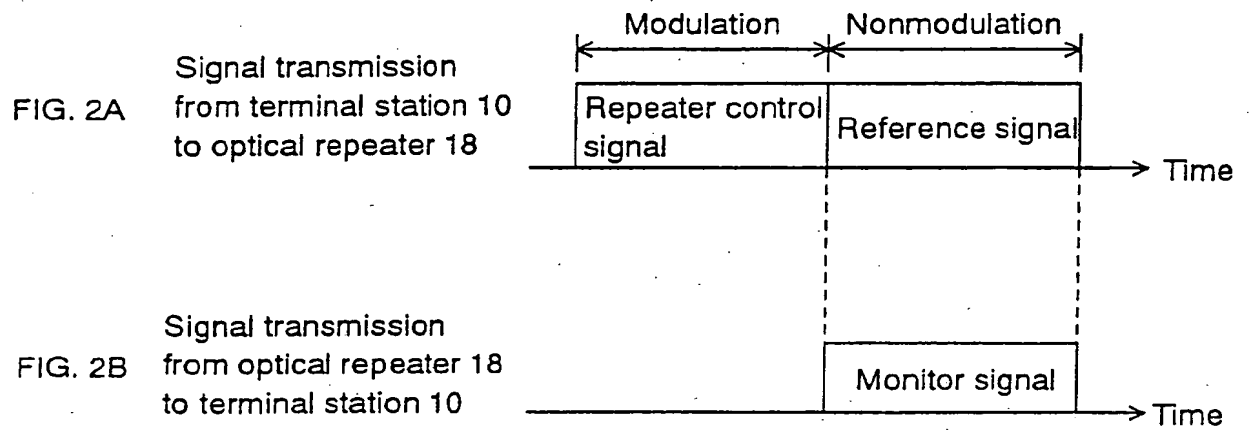 Modulation Nonmodulation
FIG. 2A
Signal transmission
from terminal station 10
to optical repeater 18
Repeater control
signal
Reference signal
Time
FIG. 2B
Signal transmission
from optical repeater 18
to terminal station 10
Monitor signal
Time